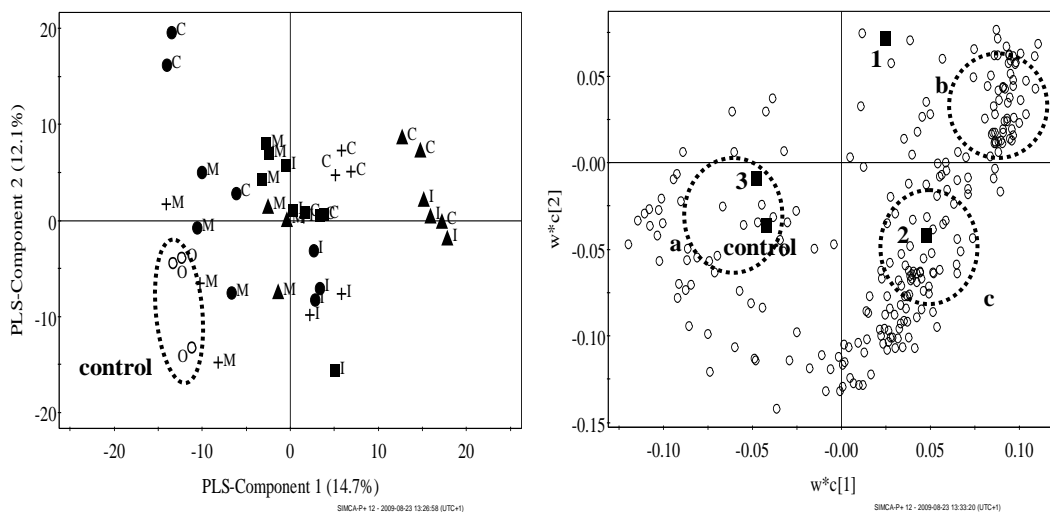 20
10
0
-10
-20
PLS-Component 2 (12.1%)
C
C
M
M
I
M
C
C
C
C
C
M
C
M
I
C
M
I
M
I
I
C
I
M
M
I
O
O
M
I
I
M
I
M
I
O
M
control
-20
-10
0
10
20
PLS-Component 1 (14.7%)
SIMCA-P+ 12 - 2009-08-23 13:26:58 (UTC+1)
0.05
-0.00
-0.05
-0.10
-0.15
w*c[2]
1
b
3
a
control
2
c
-0.10
-0.05
-0.00
0.05
0.10
w*c[1]
SIMCA-P+ 12 - 2009-08-23 13:33:20 (UTC+1)